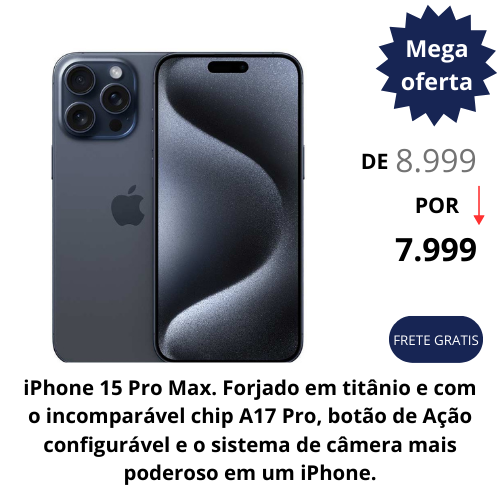 Mega
oferta
DE 8.999
POR
7.999
FRETE GRATIS
iPhone 15 Pro Max. Forjado em titânio e com
o incomparável chip A17 Pro, botão de Ação
configurável e o sistema de câmera mais
poderoso em um iPhone.